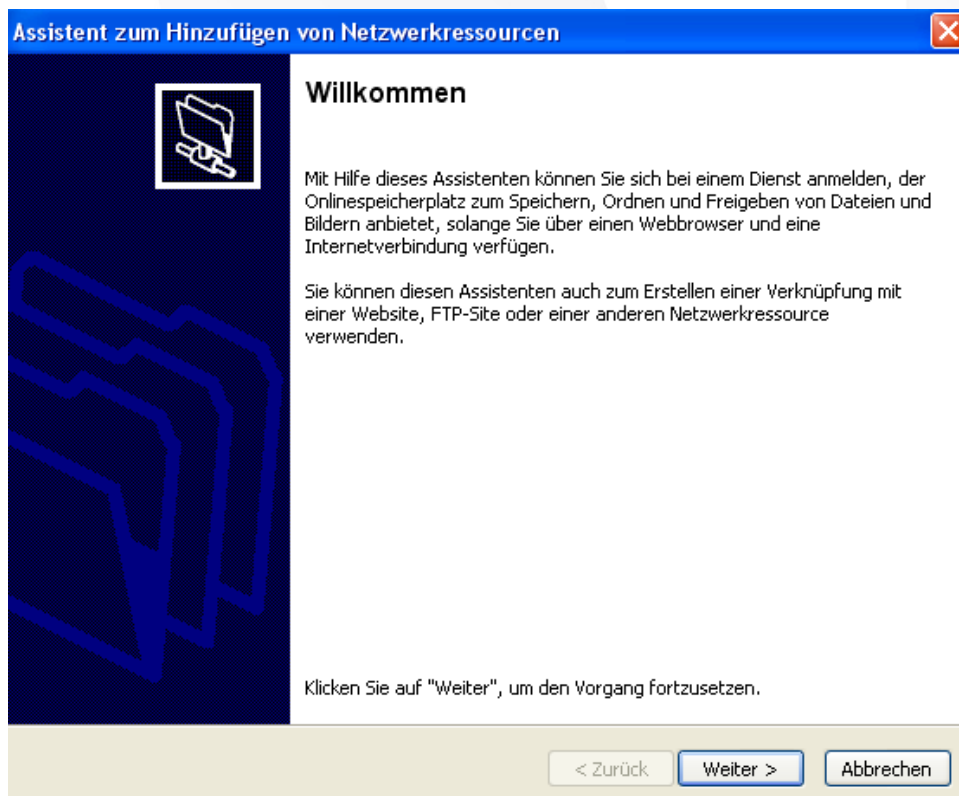 Assistent zum Hinzufügen von Netzwerkressourcen
Willkommen
Mit Hilfe dieses Assistenten können Sie sich bei einem Dienst anmelden, der
Onlinespeicherplatz zum Speichern, Ordnen und Freigeben von Dateien und
Bildern anbietet, solange Sie über einen Webbrowser und eine
Internetverbindung verfügen.
Sie können diesen Assistenten auch zum Erstellen einer Verknüpfung mit
einer Website, FTP-Site oder einer anderen Netzwerkressource
verwenden.
Klicken Sie auf "Weiter", um den Vorgang fortzusetzen.
< Zurück Weiter > Abbrechen